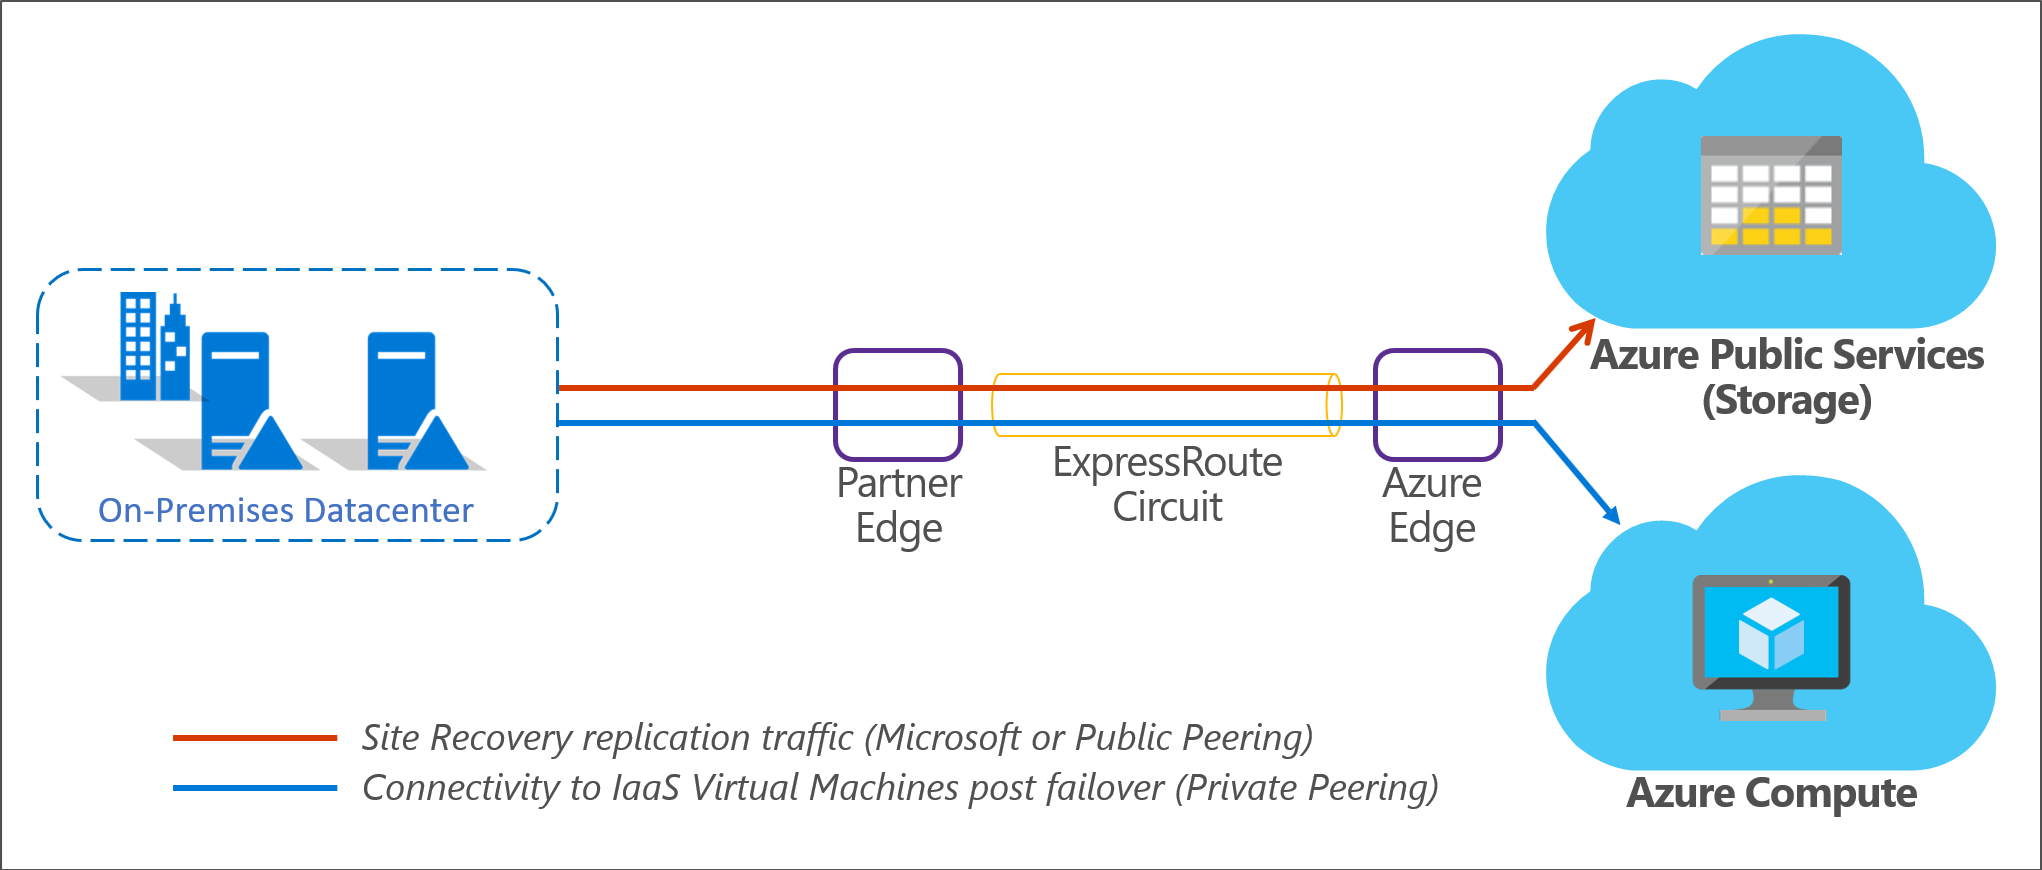 Azure Public Services
(Storage)
On-Premises Datacenter
Partner
Edge
ExpressRoute
Circuit
Azure
Edge
Site Recovery replication traffic (Microsoft or Public Peering)
Connectivity to IaaS Virtual Machines post failover (Private Peering)
Azure Compute